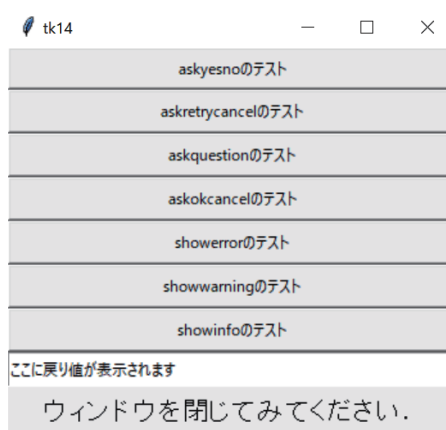 tk14
askyesnoのテスト
askretrycancelのテスト
askquestionのテスト
askokcancelのテスト
showerrorのテスト
showwarningのテスト
showinfoのテスト
ここに戻り値が表示されます
ウィンドウを閉じてみてください.